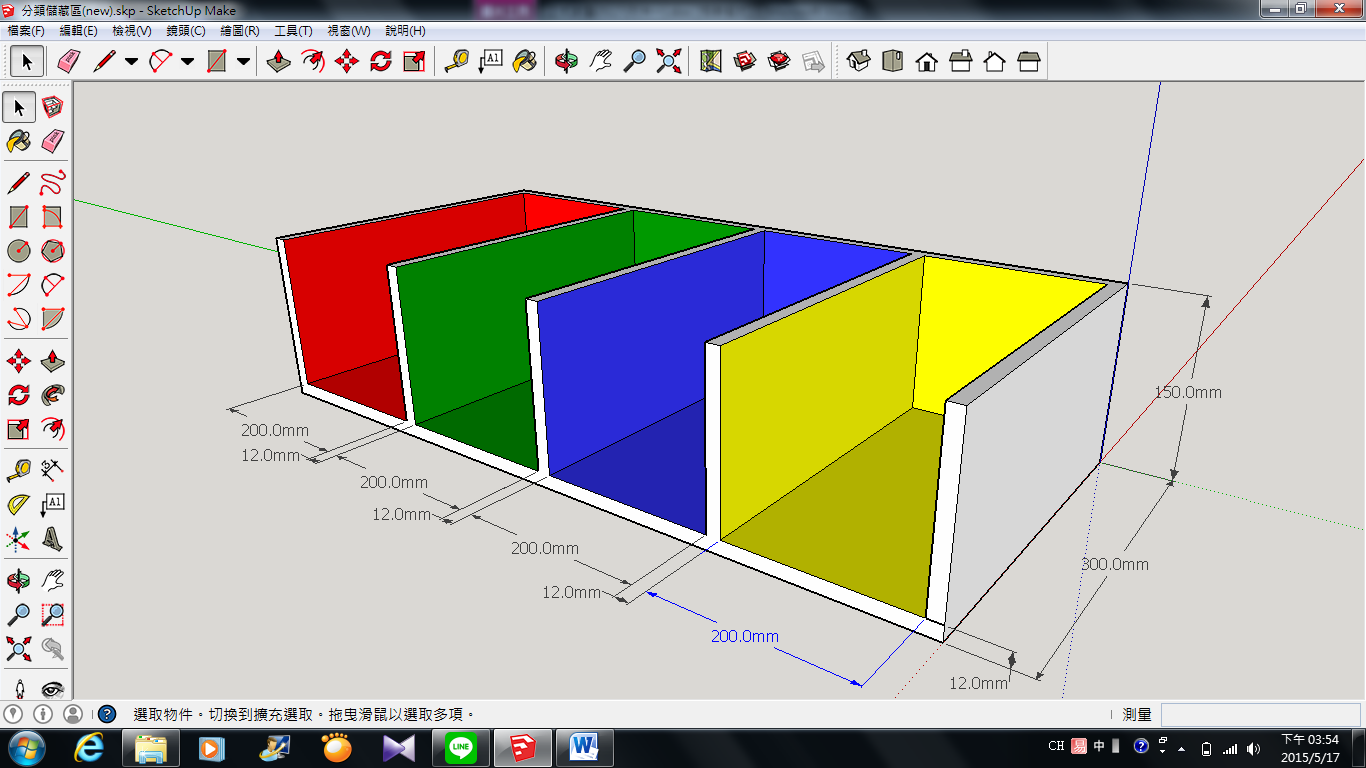 分類儲藏區(new).skp - SketchUp Make
檔案(F) 編輯(E) 檢視(V) 鏡頭(C) 繪圖(R) 工具(T) 視窗(W) 說明(H)
A1
A1
150.0mm
200.0mm
12.0mm
200.0mm
12.0mm
200.0mm
300.0mm
12.0mm
200.0mm
12.0mm
選取物件。切換到擴充選取。拖曳滑鼠以選取多項。
測量
LINE
CH 易 中
下午 03:54
2015/5/17